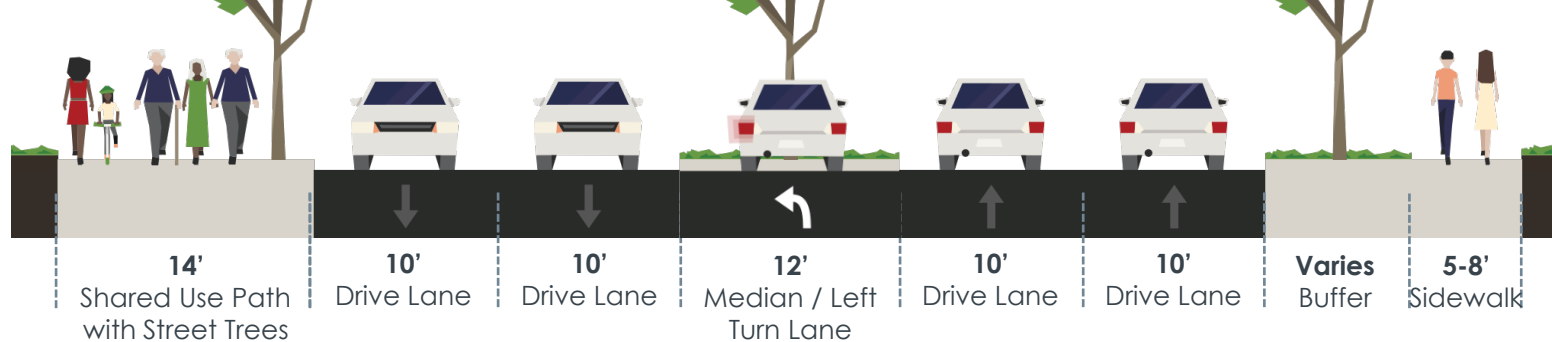 14’
Shared Use Path
with Street Trees
10’
Drive Lane
10’
Drive Lane
12’
Median / Left
Turn Lane
10’
Drive Lane
10’
Drive Lane
Varies
Buffer
5-8’
Sidewalk